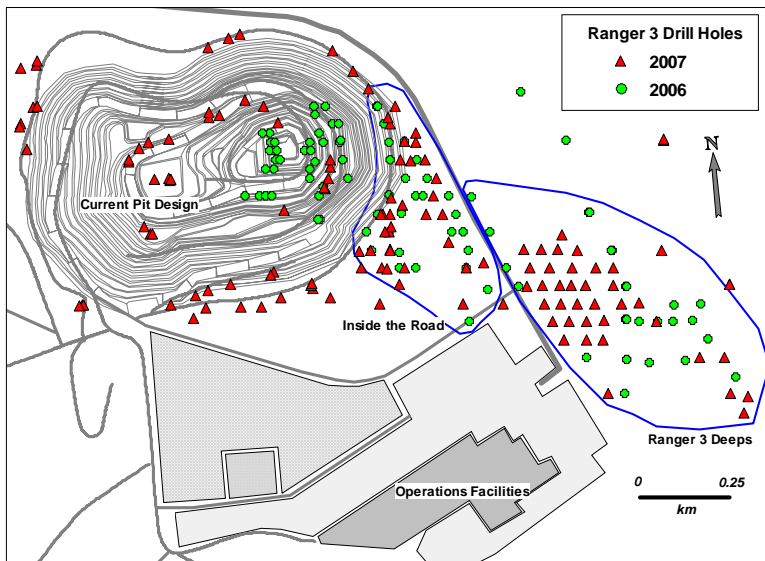 Ranger 3 Drill Holes
2007
2006
N
Current Pit Design
Inside the Road
Ranger 3 Deeps
Operations Facilities
0 0.25
km